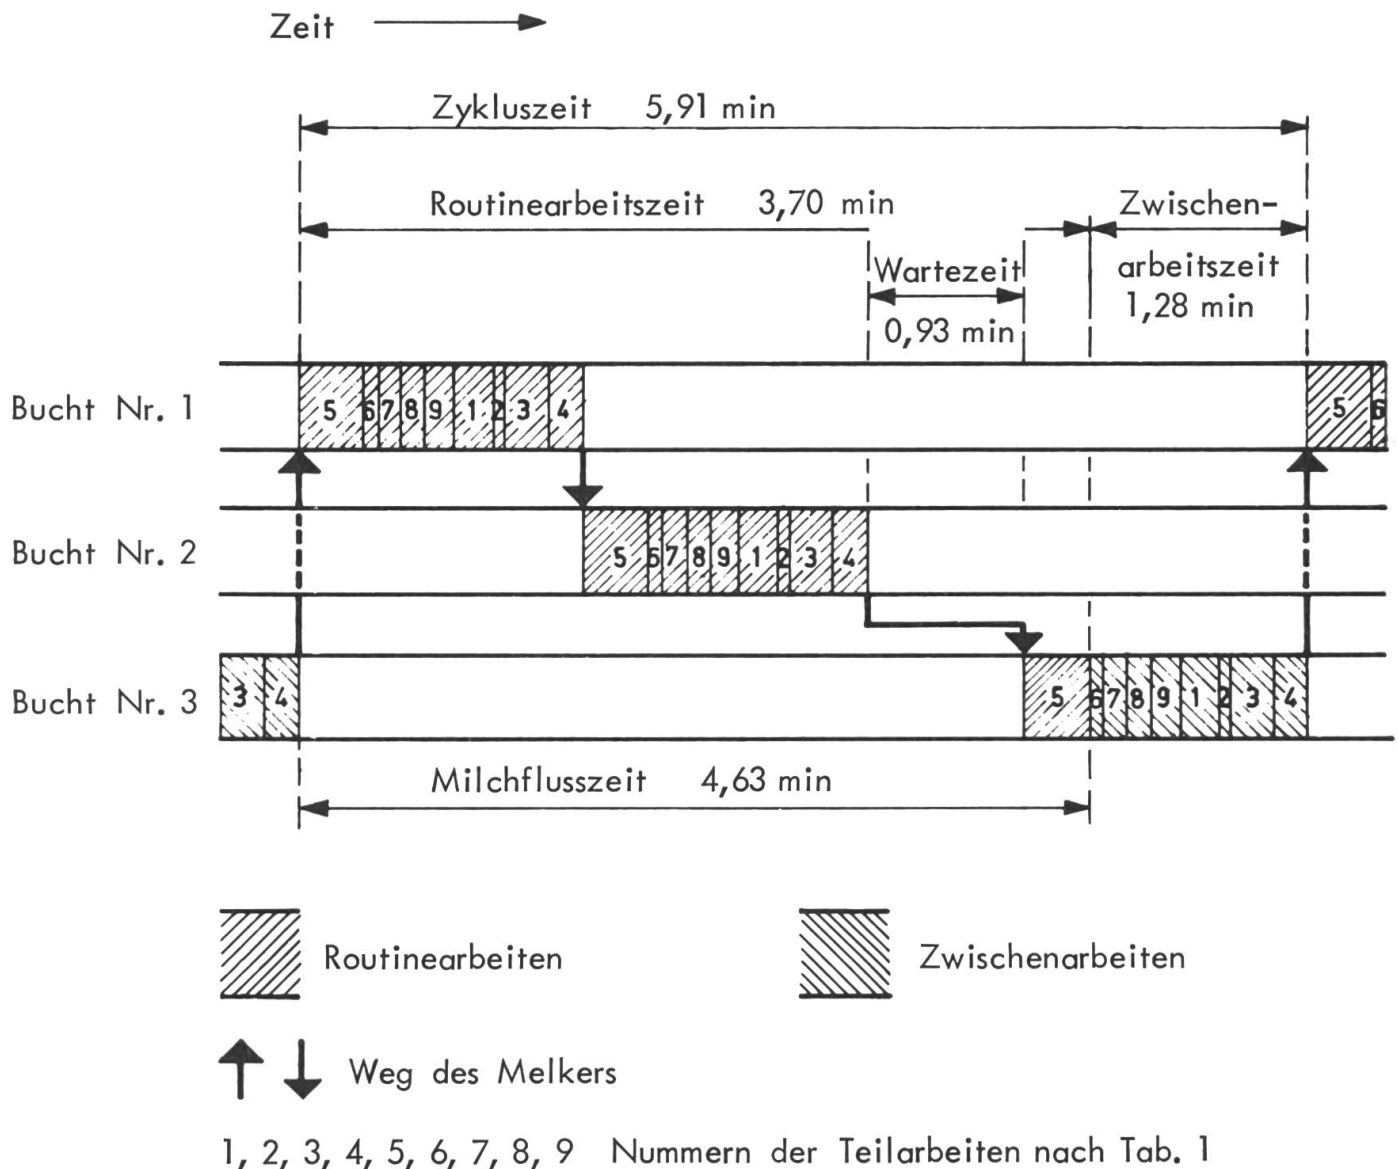 Zeit
Zykluszeit 5,91 min
Routinearbeitszeit 3,70 min
Zwischen-
arbeitszeit
1,28 min
Wartezeit
0,93 min
Bucht Nr. 1
5 6 7 8 9 1 2 3 4
5 6
Bucht Nr. 2
5 6 7 8 9 1 2 3 4
Bucht Nr. 3
3 4
5 6 7 8 9 1 2 3 4
Milchflusszeit 4,63 min
Routinearbeiten
Zwischenarbeiten
Weg des Melkers
1, 2, 3, 4, 5, 6, 7, 8, 9 Nummern der Teilarbeiten nach Tab. 1